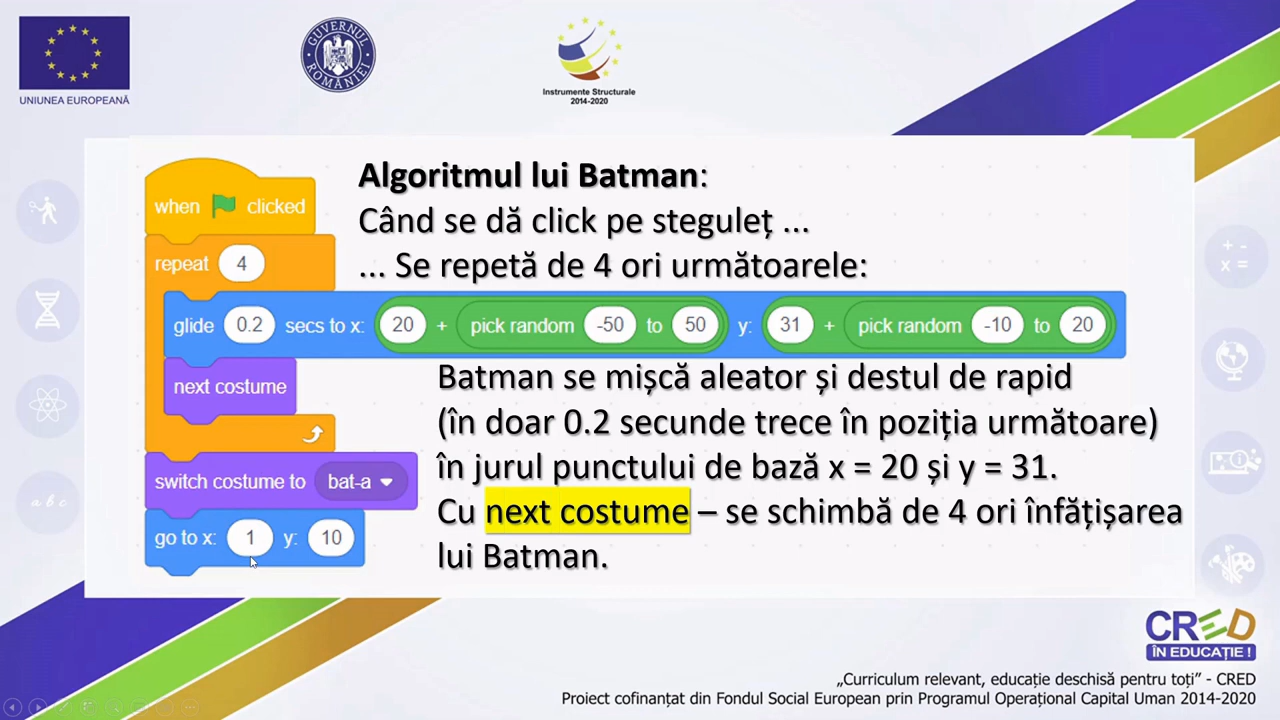 UNIUNEA EUROPEANĂ
GUVERNUL ROMÂNIEI
Instrumente Structurale
2014-2020
Algoritmul lui Batman:
Când se dă click pe steguleț ...
... Se repetă de 4 ori următoarele:
when clicked
repeat 4
glide 0.2 secs to x: 20 + pick random -50 to 50 y: 31 + pick random -10 to 20
next costume
Batman se mișcă aleator și destul de rapid
(în doar 0.2 secunde trece în poziția următoare)
în jurul punctului de bază x = 20 și y = 31.
Cu next costume – se schimbă de 4 ori înfățișarea
lui Batman.
switch costume to bat-a
go to x: 1 y: 10
+ -
x =
a b c
CRED
ÎN EDUCAȚIE !
„Curriculum relevant, educație deschisă pentru toți” - CRED
Proiect cofinanțat din Fondul Social European prin Programul Operațional Capital Uman 2014-2020